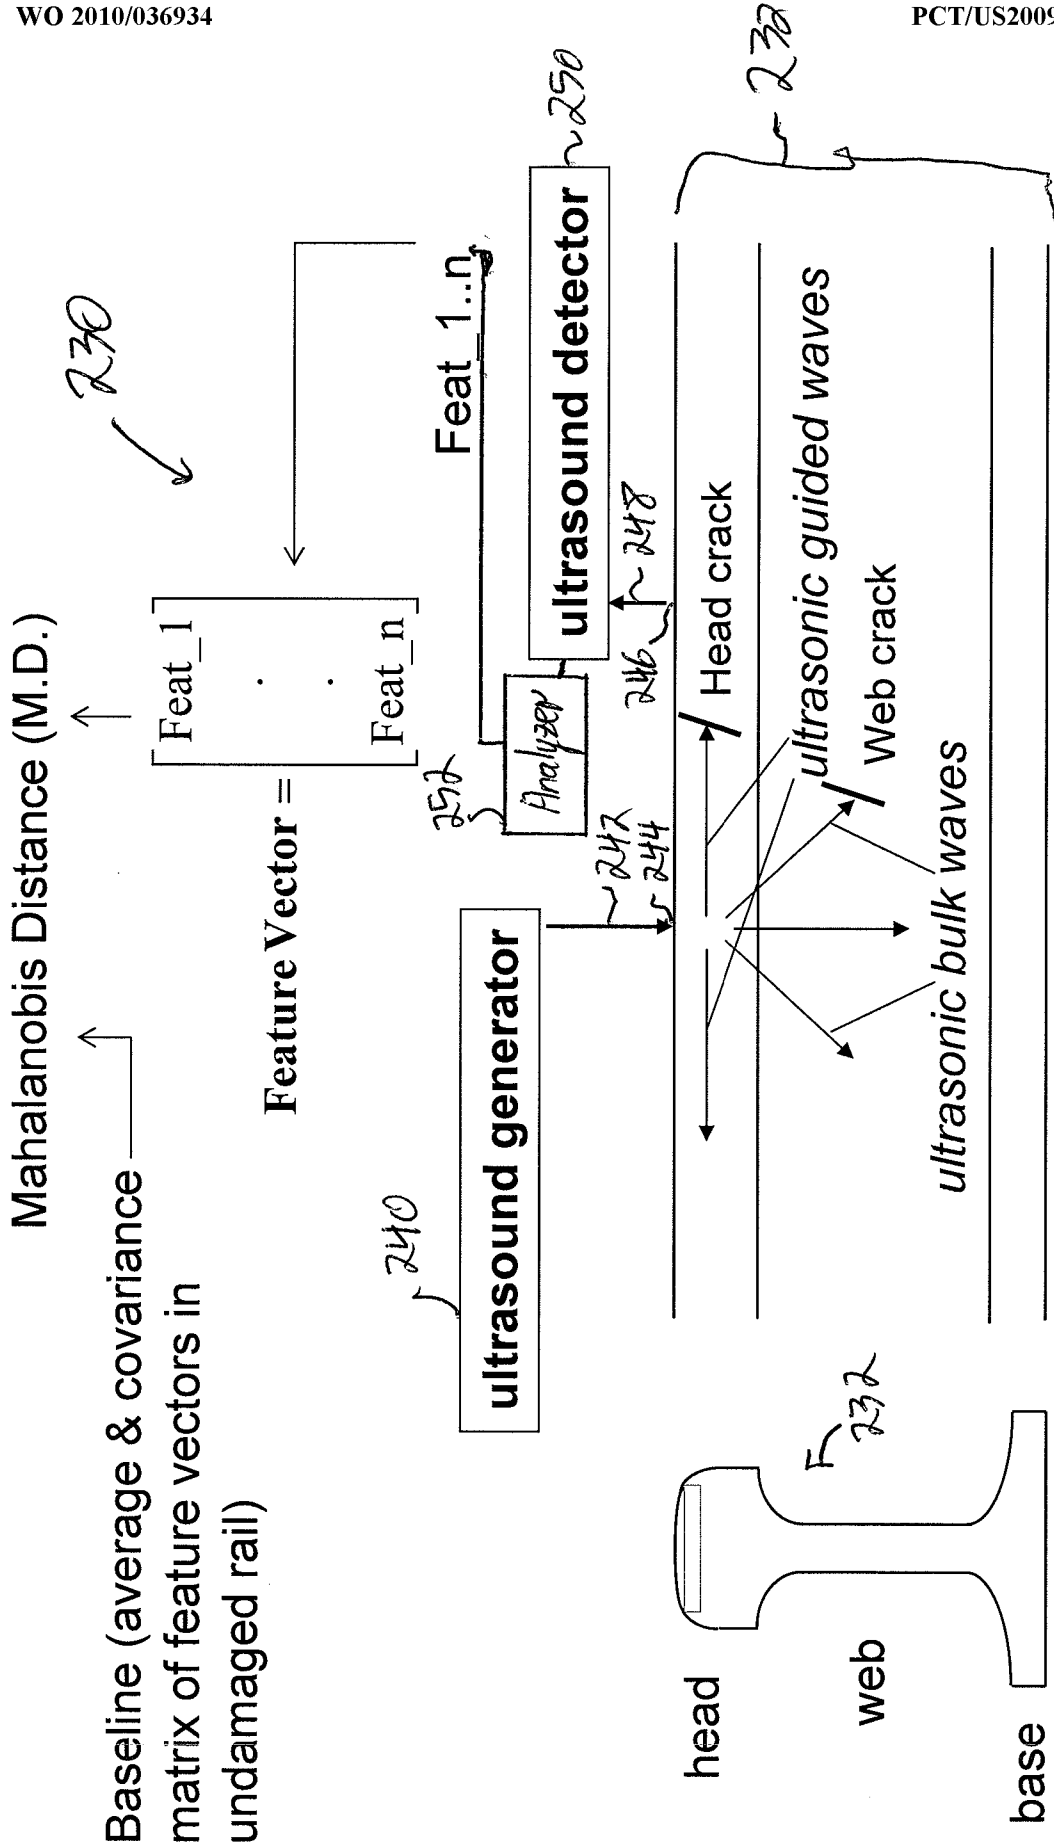 WO 2010/036934
PCT/US2009
Mahalanobis Distance (M.D.)
Baseline (average & covariance
matrix of feature vectors in
undamaged rail)
230
Feature Vector =
Feat_1
.
.
Feat_n
Feat_1..n
252
Analyzer
250
ultrasound detector
240
ultrasound generator
242
244
246
248
232
Head crack
ultrasonic guided waves
Web crack
ultrasonic bulk waves
232
head
web
base